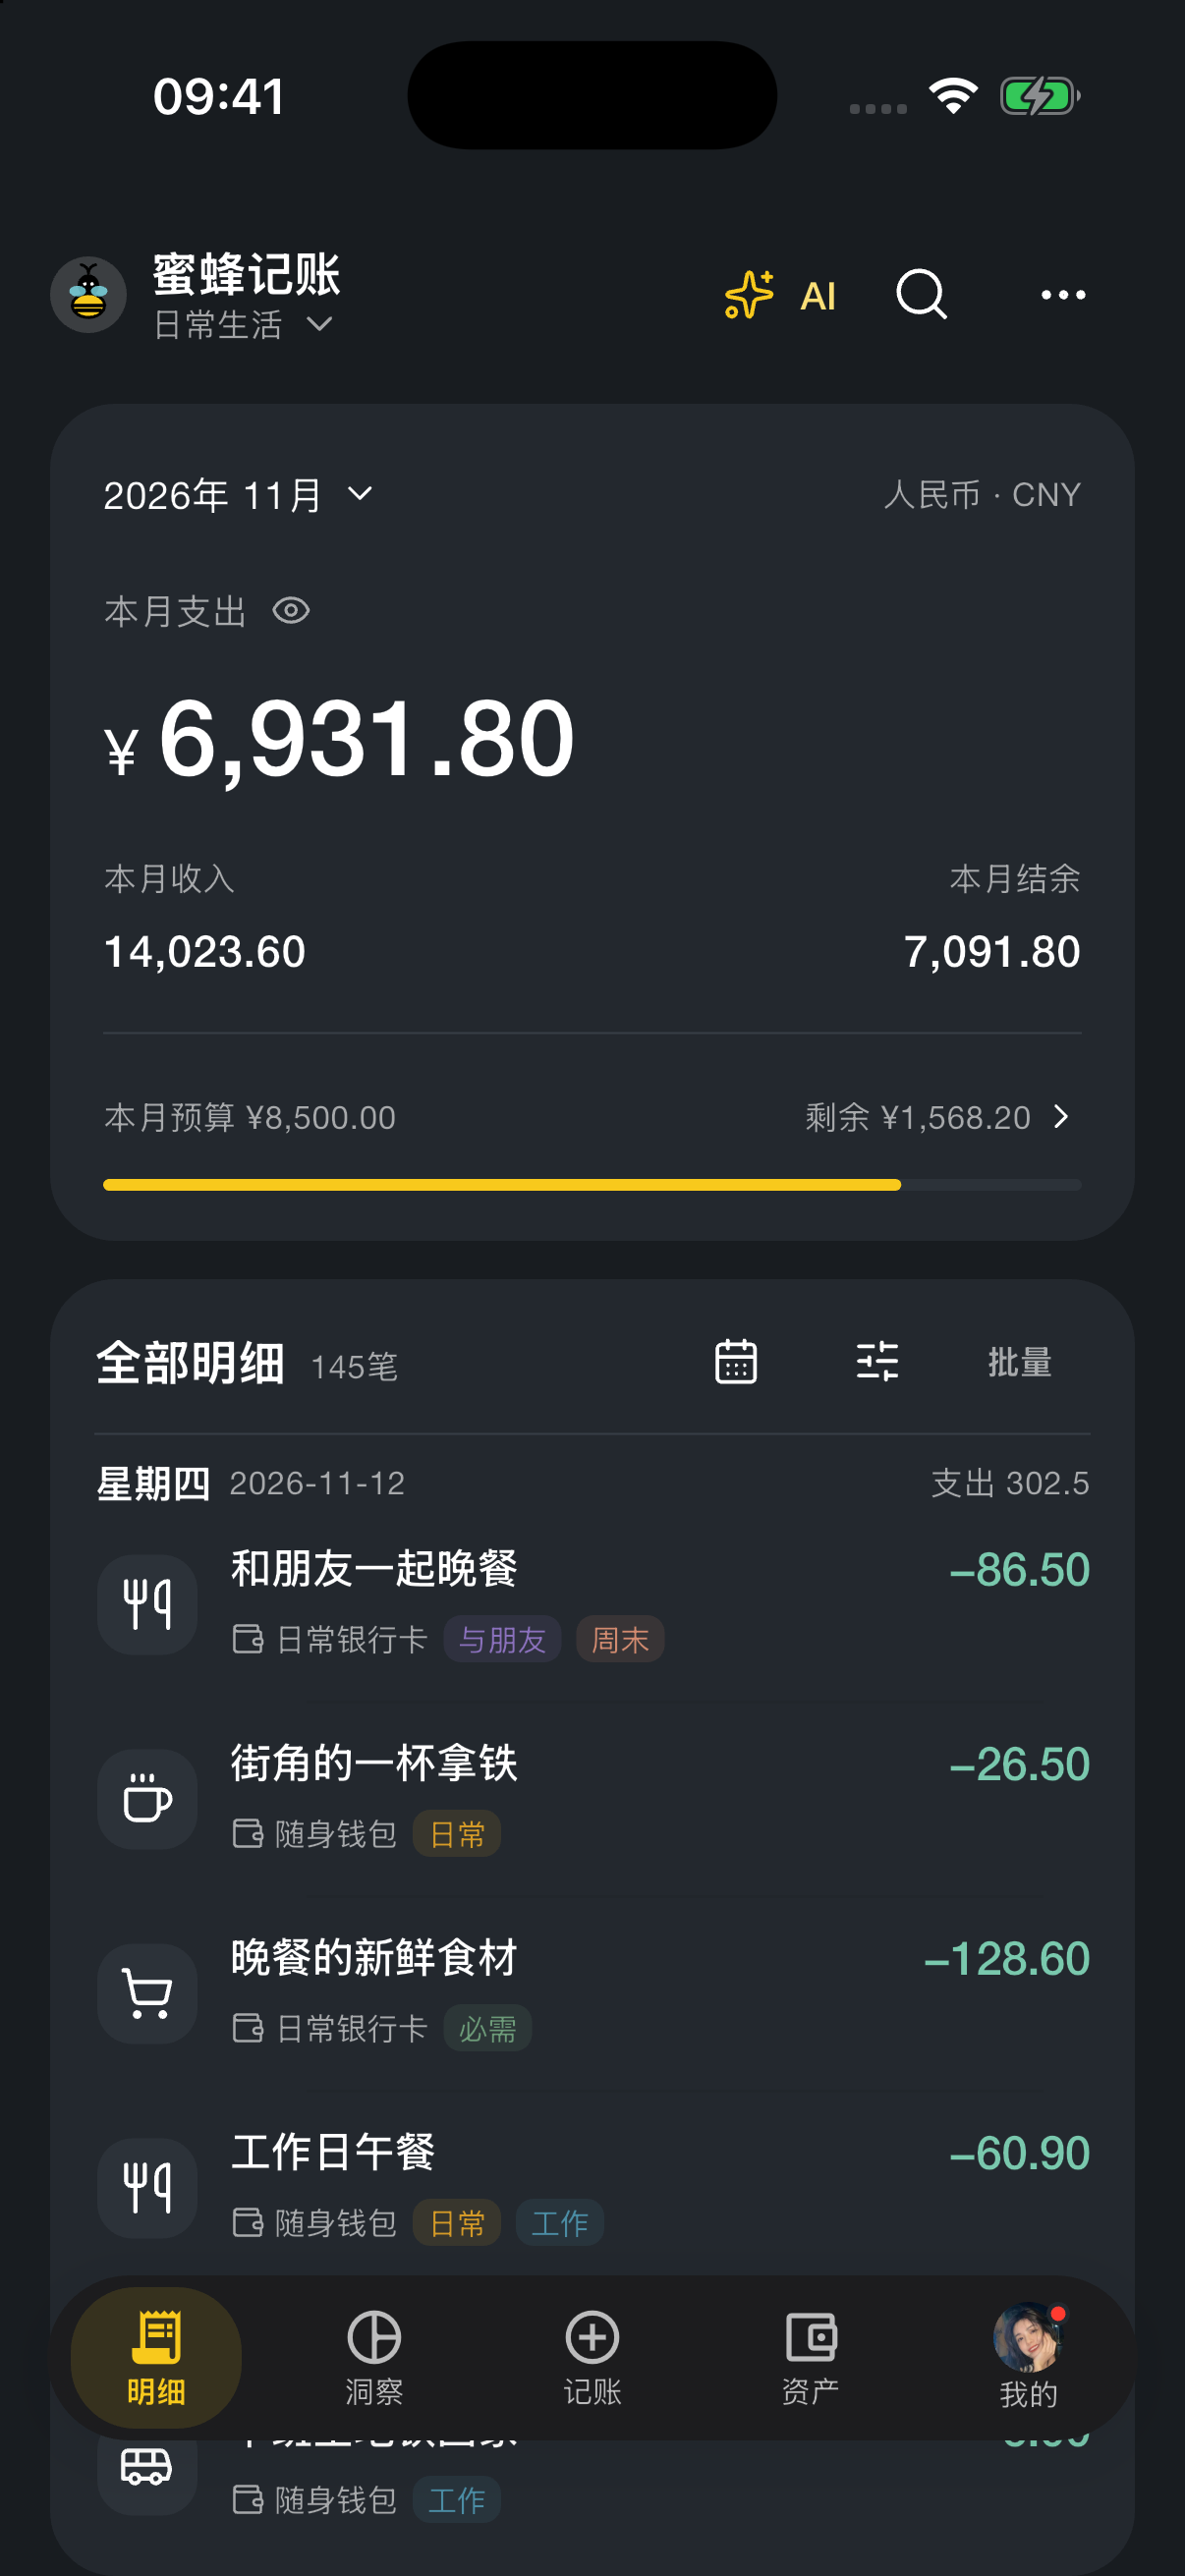 09:41
蜜蜂记账
日常生活
AI
2026年 11月
人民币 · CNY
本月支出
¥ 6,931.80
本月收入
本月结余
14,023.60
7,091.80
本月预算 ¥8,500.00
剩余 ¥1,568.20
全部明细 145笔
批量
星期四 2026-11-12
支出 302.5
和朋友一起晚餐
-86.50
日常银行卡 与朋友 周末
街角的一杯拿铁
-26.50
随身钱包 日常
晚餐的新鲜食材
-128.60
日常银行卡 必需
工作日午餐
-60.90
随身钱包 日常 工作
明细
洞察
记账
资产
我的
随身钱包 工作